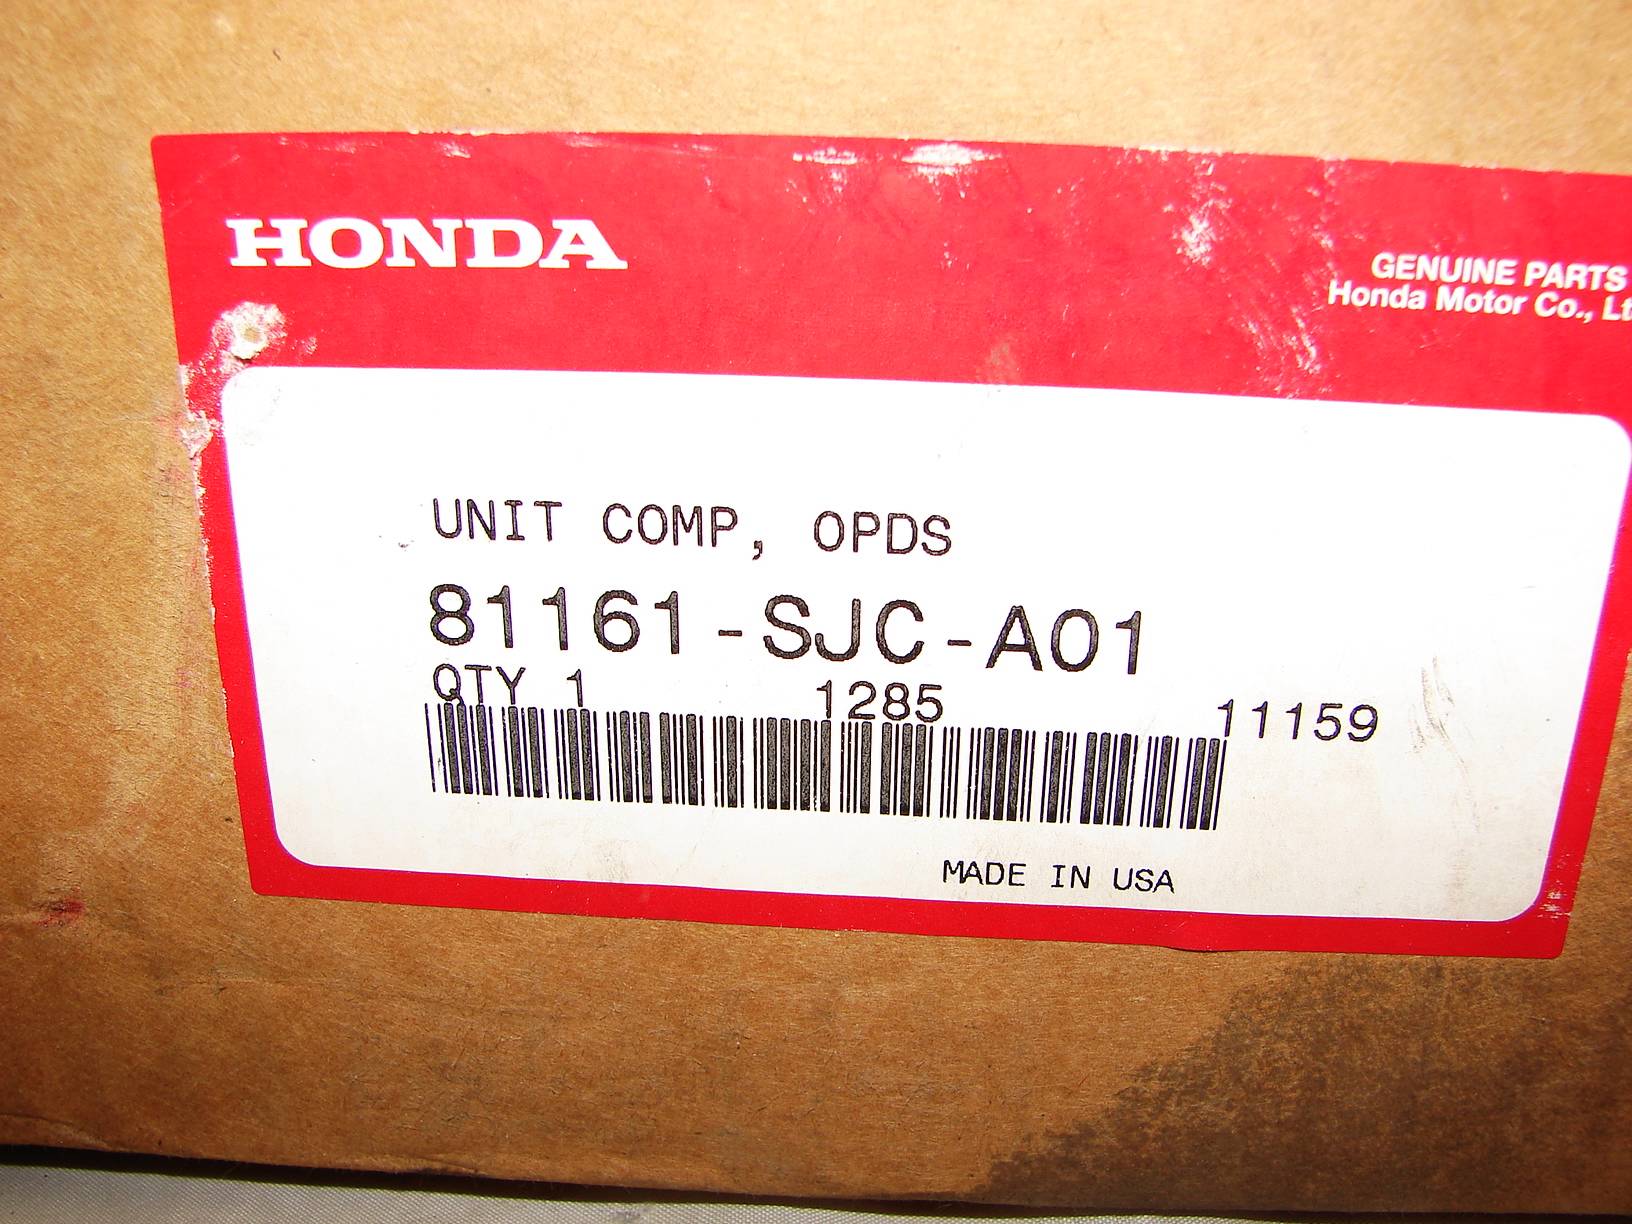 HONDA
GENUINE PARTS
Honda Motor Co., Lt
UNIT COMP, OPDS
81161-SJC-A01
QTY 1 1285 11159
MADE IN USA